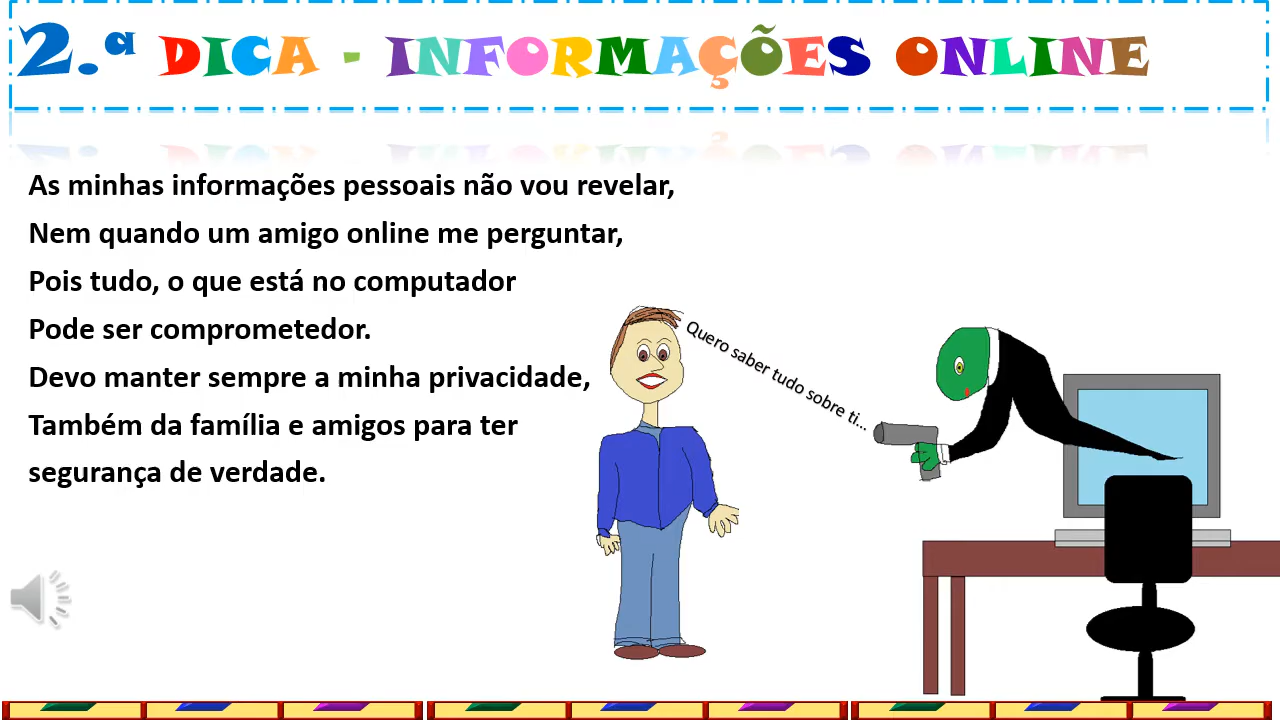 2.ª DICA - INFORMAÇÕES ONLINE
As minhas informações pessoais não vou revelar,
Nem quando um amigo online me perguntar,
Pois tudo, o que está no computador
Pode ser comprometedor.
Devo manter sempre a minha privacidade,
Também da família e amigos para ter
segurança de verdade.
Quero saber tudo sobre ti...